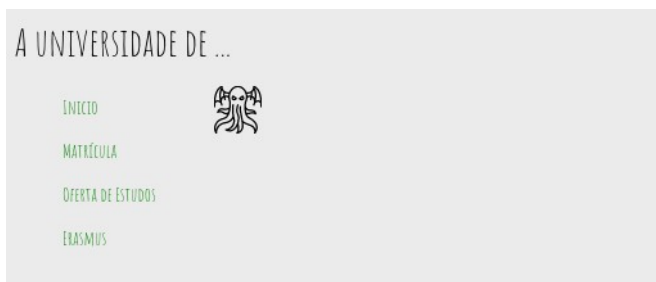 A universidade de ...
Inicio
Matrícula
Oferta de Estudos
Erasmus